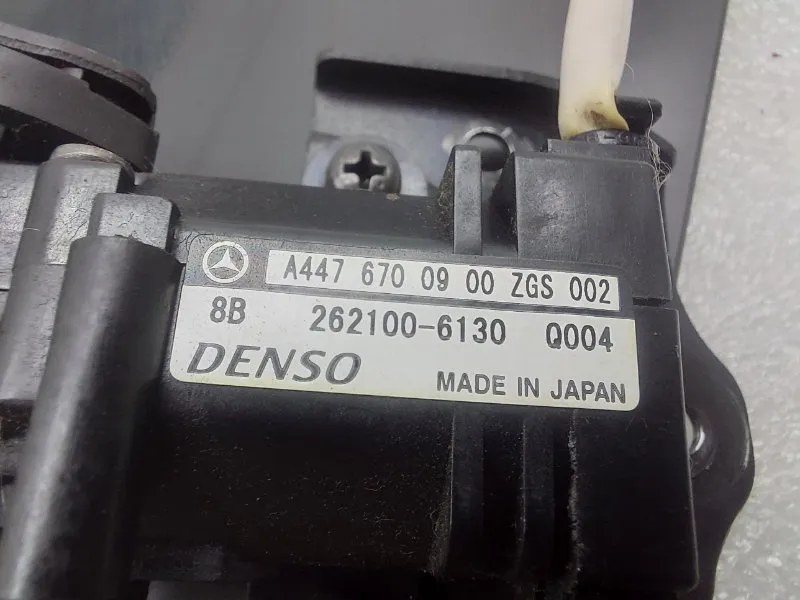 A447 670 09 00 ZGS 002
8B 262100-6130 Q004
DENSO MADE IN JAPAN